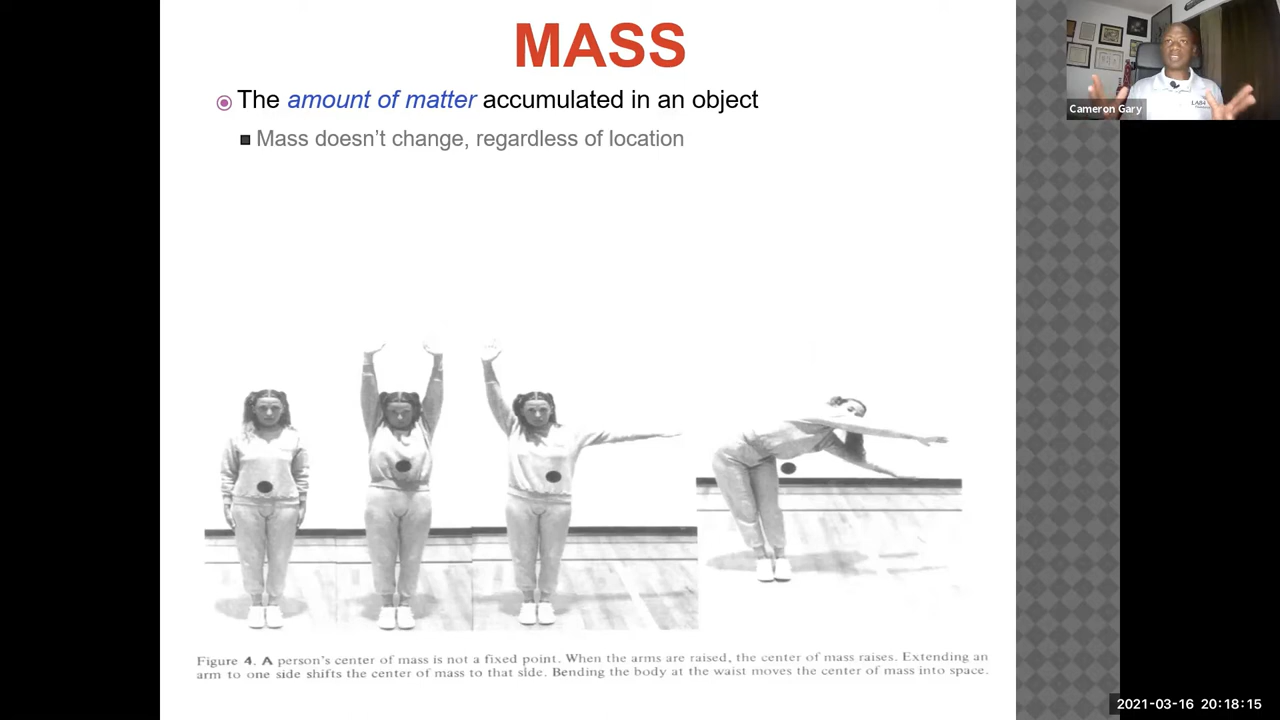 MASS
The amount of matter accumulated in an object
Mass doesn't change, regardless of location
Cameron Gary
Figure 4. A person's center of mass is not a fixed point. When the arms are raised, the center of mass raises. Extending an
arm to one side shifts the center of mass to that side. Bending the body at the waist moves the center of mass into space.
2021-03-16 20:18:15